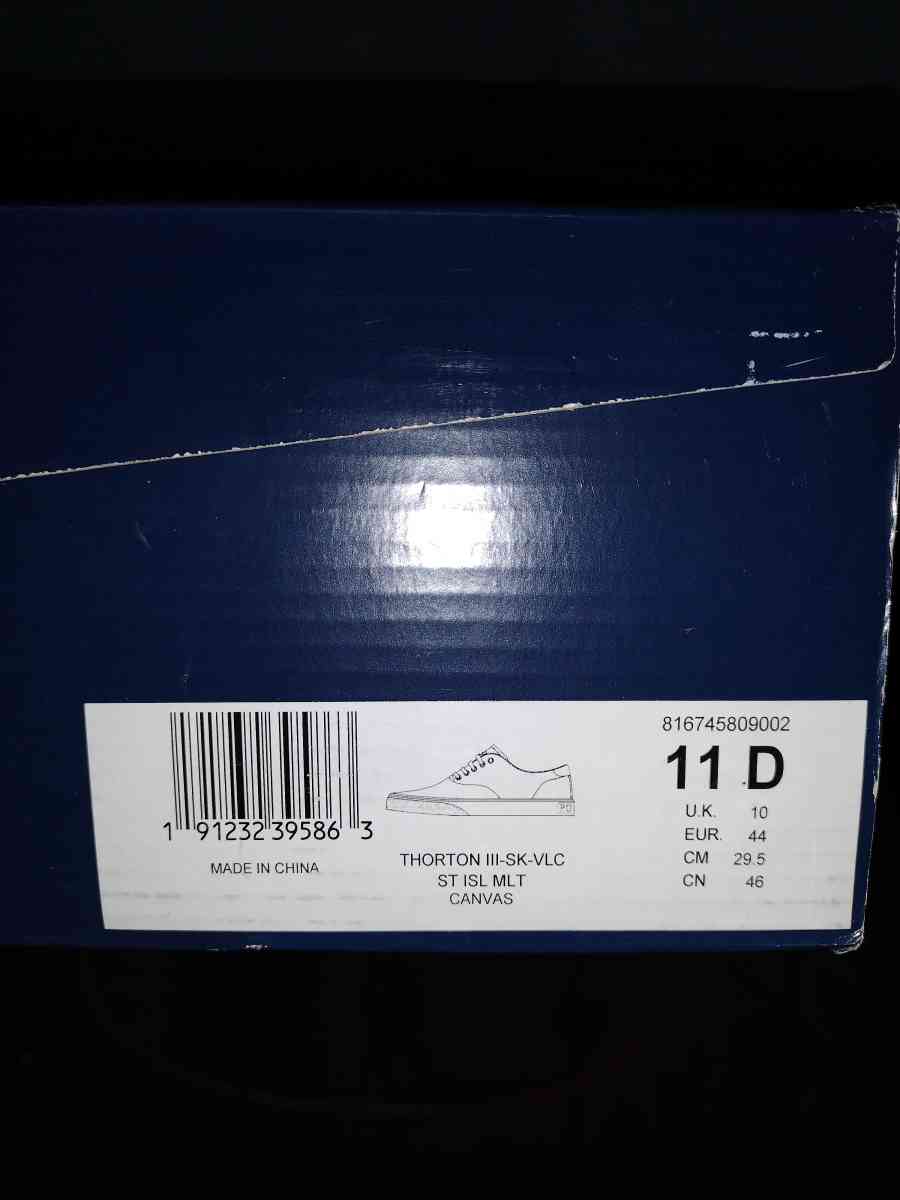 816745809002
11 D
U.K. 10
EUR. 44
CM 29.5
CN 46
1 91232 39586 3
MADE IN CHINA
THORTON III-SK-VLC
ST ISL MLT
CANVAS